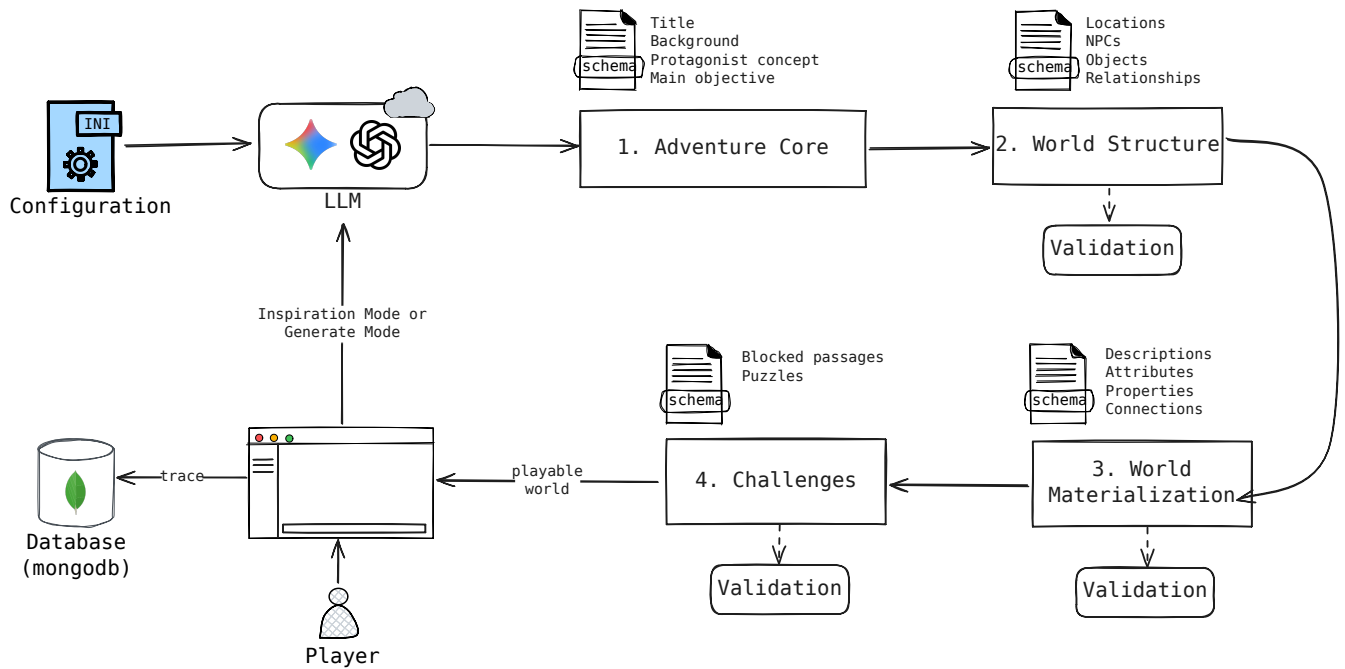 Title
Background
Protagonist concept
Main objective
schema
Locations
NPCs
Objects
Relationships
schema
INI
Configuration
LLM
1. Adventure Core
2. World Structure
Validation
Inspiration Mode or
Generate Mode
Blocked passages
Puzzles
schema
Descriptions
Attributes
Properties
Connections
schema
trace
playable
world
4. Challenges
3. World
Materialization
Database
(mongodb)
Validation
Validation
Player